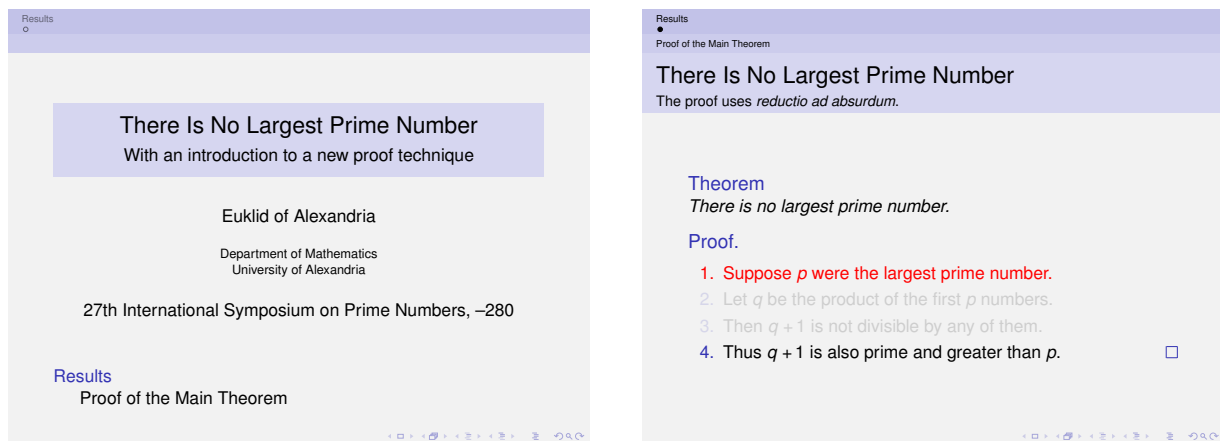 Results
There Is No Largest Prime Number
With an introduction to a new proof technique
Euklid of Alexandria
Department of Mathematics
University of Alexandria
27th International Symposium on Prime Numbers, –280
Results
Proof of the Main Theorem
Results
Proof of the Main Theorem
There Is No Largest Prime Number
The proof uses reductio ad absurdum.
Theorem
There is no largest prime number.
Proof.
1. Suppose p were the largest prime number.
2. Let q be the product of the first p numbers.
3. Then q + 1 is not divisible by any of them.
4. Thus q + 1 is also prime and greater than p.